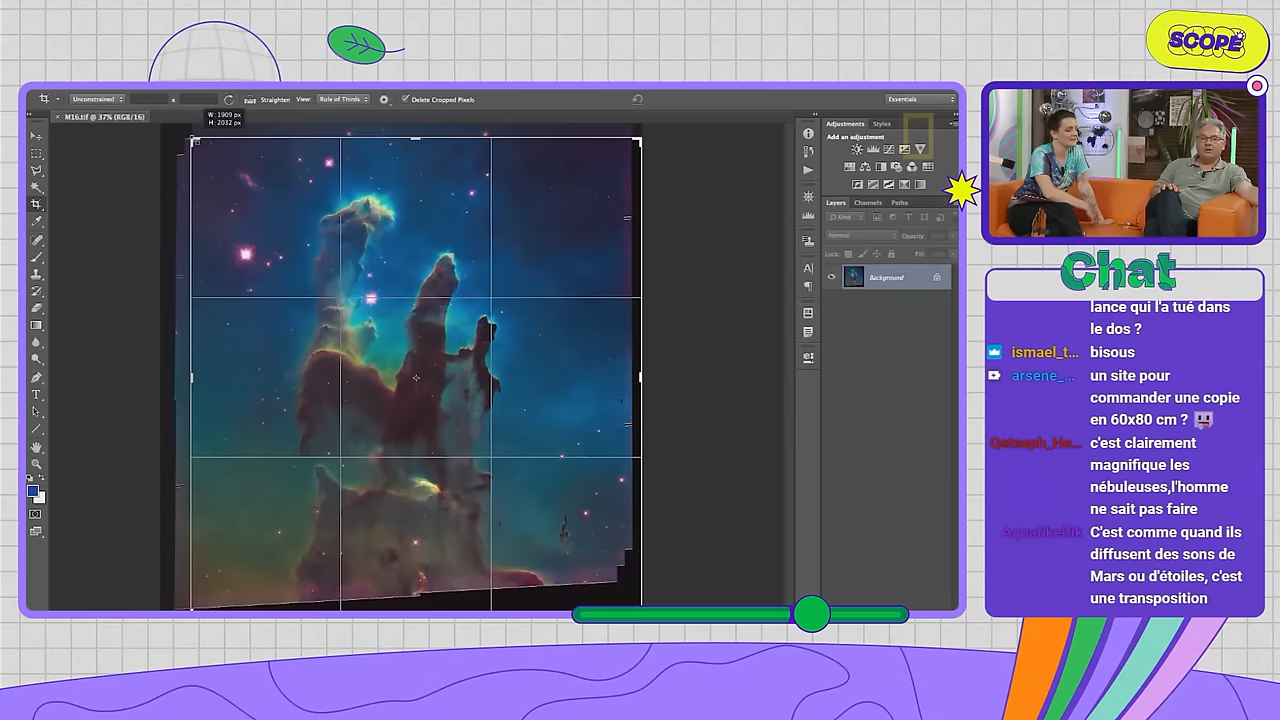 SCOPE
Unconstrained
x
Straighten
View:
Rule of Thirds
Delete Cropped Pixels
Essentials
M16.tif @ 37% (RGB/16)
W: 1909 px
H: 2032 px
Adjustments
Styles
Add an adjustment
Layers
Channels
Paths
Kind
Normal
Opacity:
Lock:
Fill:
Background
Chat
lance qui l'a tué dans
le dos ?
ismael_t... bisous
arsene_... un site pour
commander une copie
en 60x80 cm ?
c'est clairement
magnifique les
nébuleuses,l'homme
ne sait pas faire
Aquatikelfik C'est comme quand ils
diffusent des sons de
Mars ou d'étoiles, c'est
une transposition